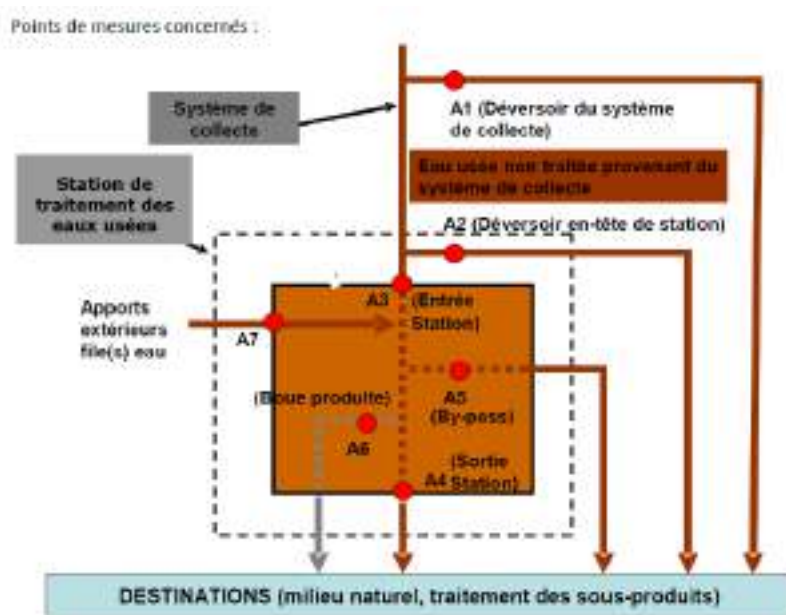 Points de mesures concernés :
Système de
collecte
A1 (Déversoir du système
de collecte)
Eau usée non traitée provenant du
système de collecte
Station de
traitement des
eaux usées
A2 (Déversoir en-tête de station)
A3 (Entrée
Station)
Apports
extérieurs
file(s) eau
A7
(Boue produite)
A5
(By-pass)
A6
(Sortie
A4 Station)
DESTINATIONS (milieu naturel, traitement des sous-produits)